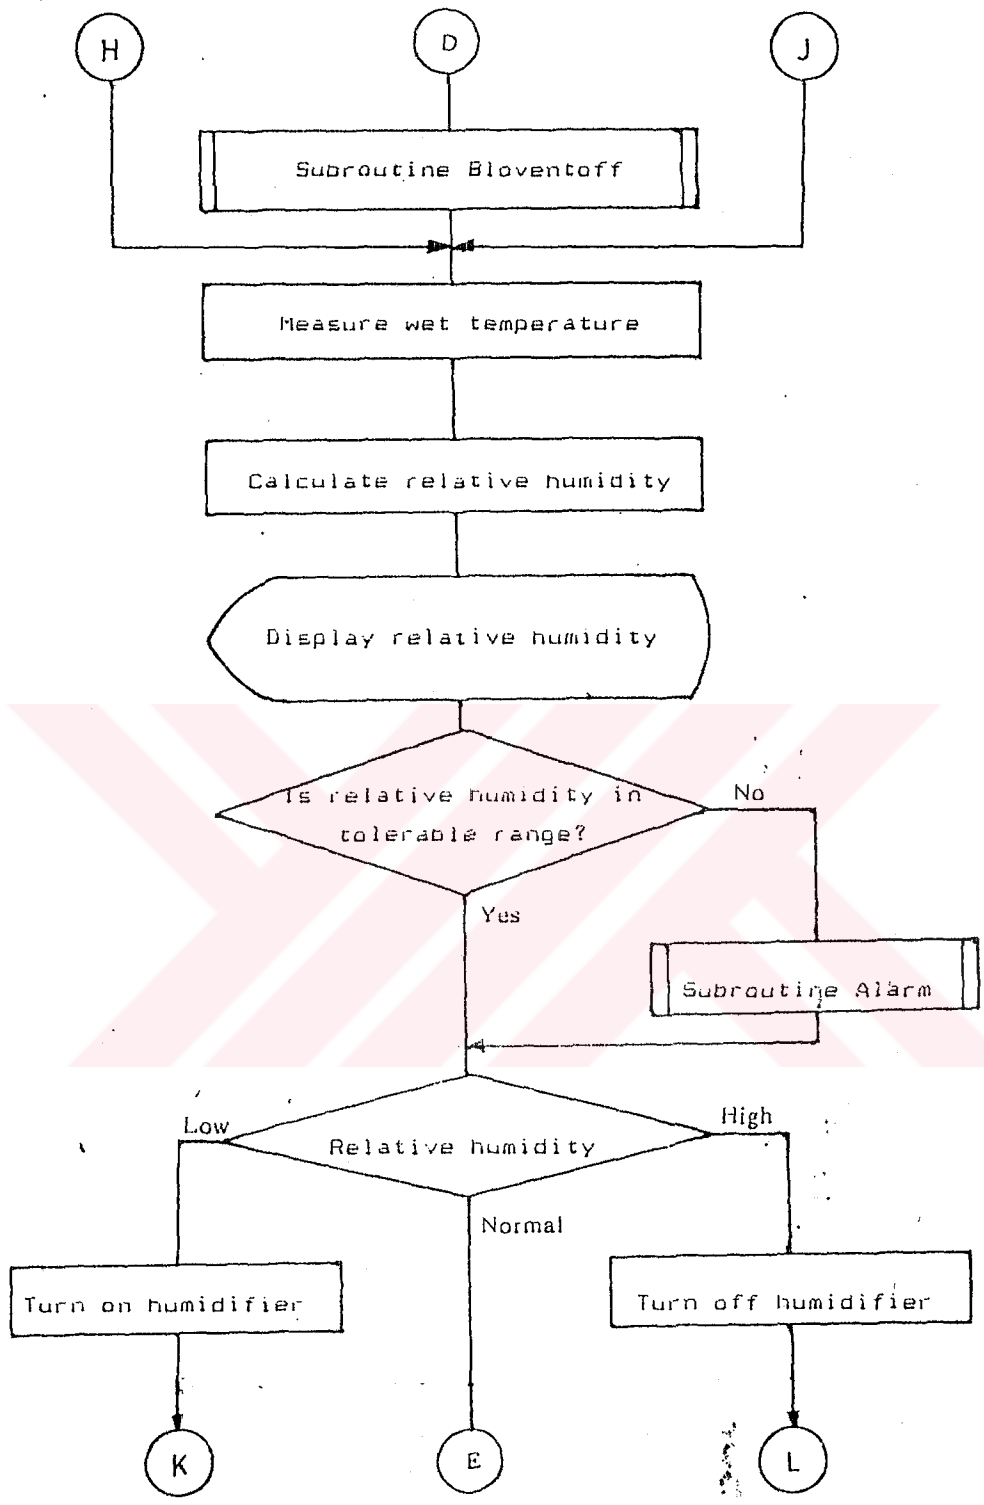 H
D
J
Subroutine Bloventoff
Measure wet temperature
Calculate relative humidity
Display relative humidity
Is relative humidity in
tolerable range?
No
Yes
Subroutine Alarm
Low
High
Relative humidity
Normal
Turn on humidifier
Turn off humidifier
K
E
L